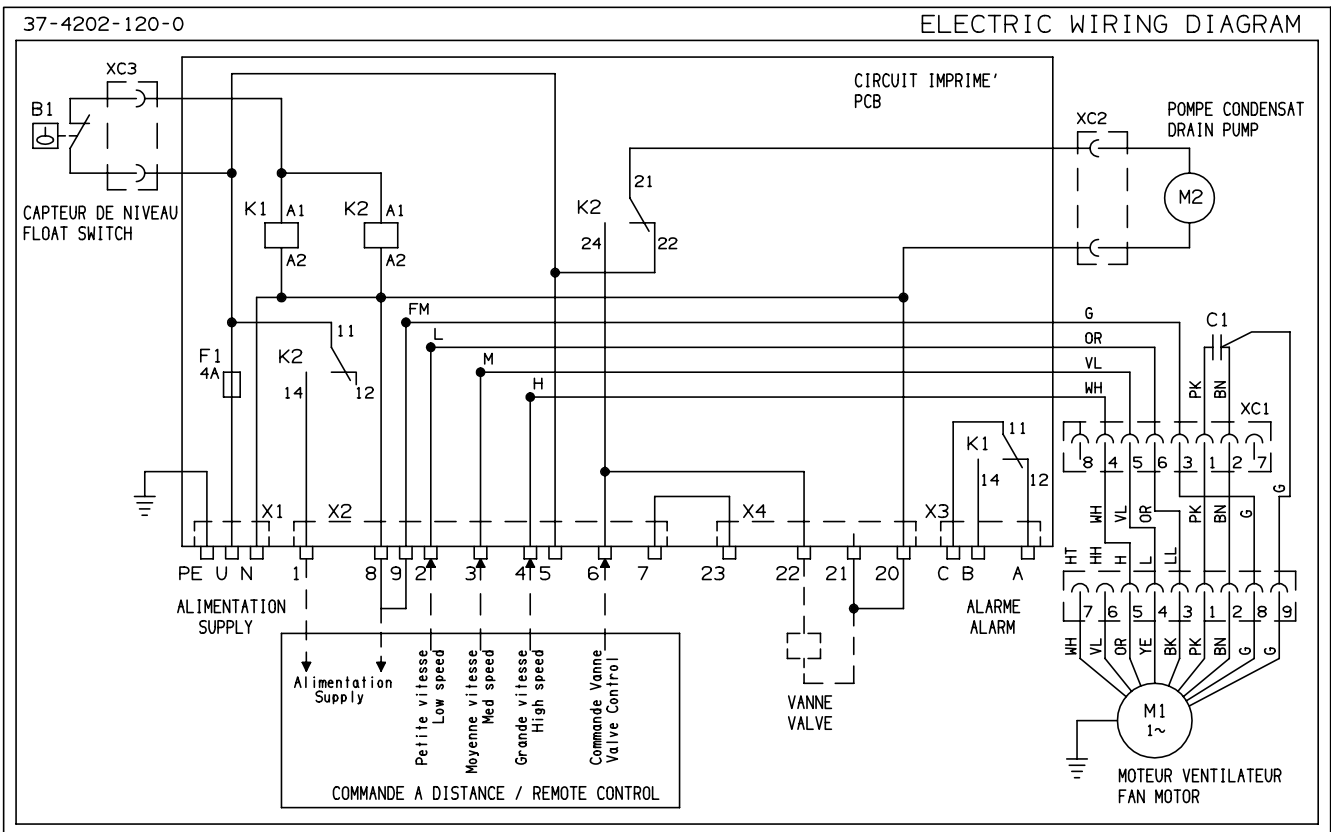 37-4202-120-0
ELECTRIC WIRING DIAGRAM
XC3
CIRCUIT IMPRIME'
PCB
B1
POMPE CONDENSAT
DRAIN PUMP
XC2
21
M2
K1 A1
K2 A1
K2
CAPTEUR DE NIVEAU
FLOAT SWITCH
24
22
A2
A2
FM
G
C1
11
L
OR
F1
4A
K2
M
VL
14
12
H
WH
PK
BN
XC1
11
K1
14
12
8 4 5 6 3 1 2 7
G
X1
X2
X4
X3
WH
VL
OR
PK
BN
G
HT
HH
H
L
LL
PE U N
1
8 9 2
3
4 5
6
7
23
22
21
20
C B
A
7 6 5 4 3 1 2 8 9
ALIMENTATION
SUPPLY
ALARME
ALARM
WH
VL
OR
YE
BK
PK
BN
G
G
Alimentation
Supply
Petite vitesse
Low speed
Moyenne vitesse
Med speed
Grande vitesse
High speed
Commande Vanne
Valve Control
VANNE
VALVE
M1
1~
COMMANDE A DISTANCE / REMOTE CONTROL
MOTEUR VENTILATEUR
FAN MOTOR